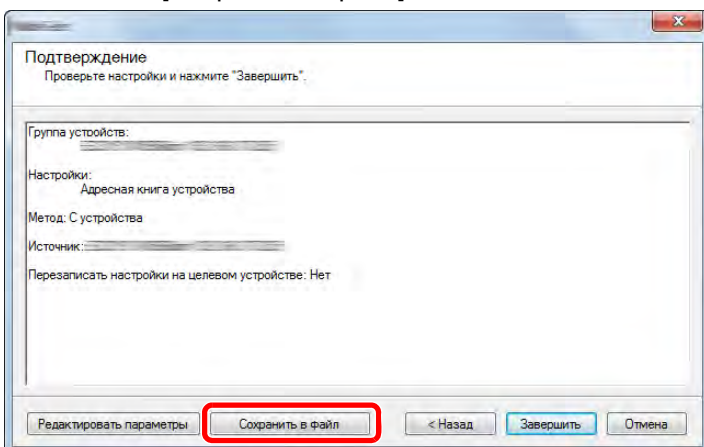 Подтверждение
Проверьте настройки и нажмите "Завершить".
Группа устройств:
Настройки:
Адресная книга устройства
Метод: С устройства
Источник:
Перезаписать настройки на целевом устройстве: Нет
Редактировать параметры Сохранить в файл < Назад Завершить Отмена